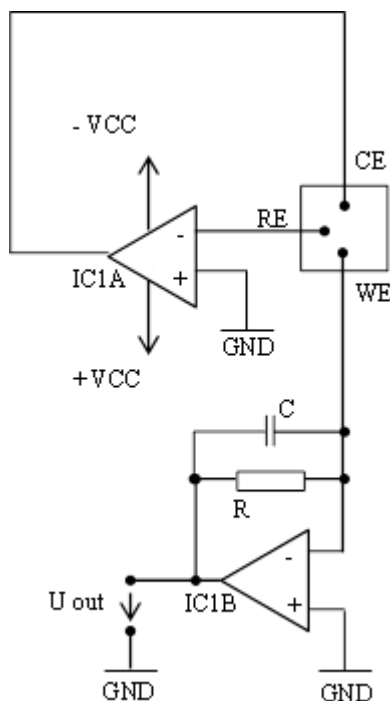 - VCC
CE
RE
-
+
IC1A
WE
GND
+VCC
C
R
-
+
U out
IC1B
GND
GND